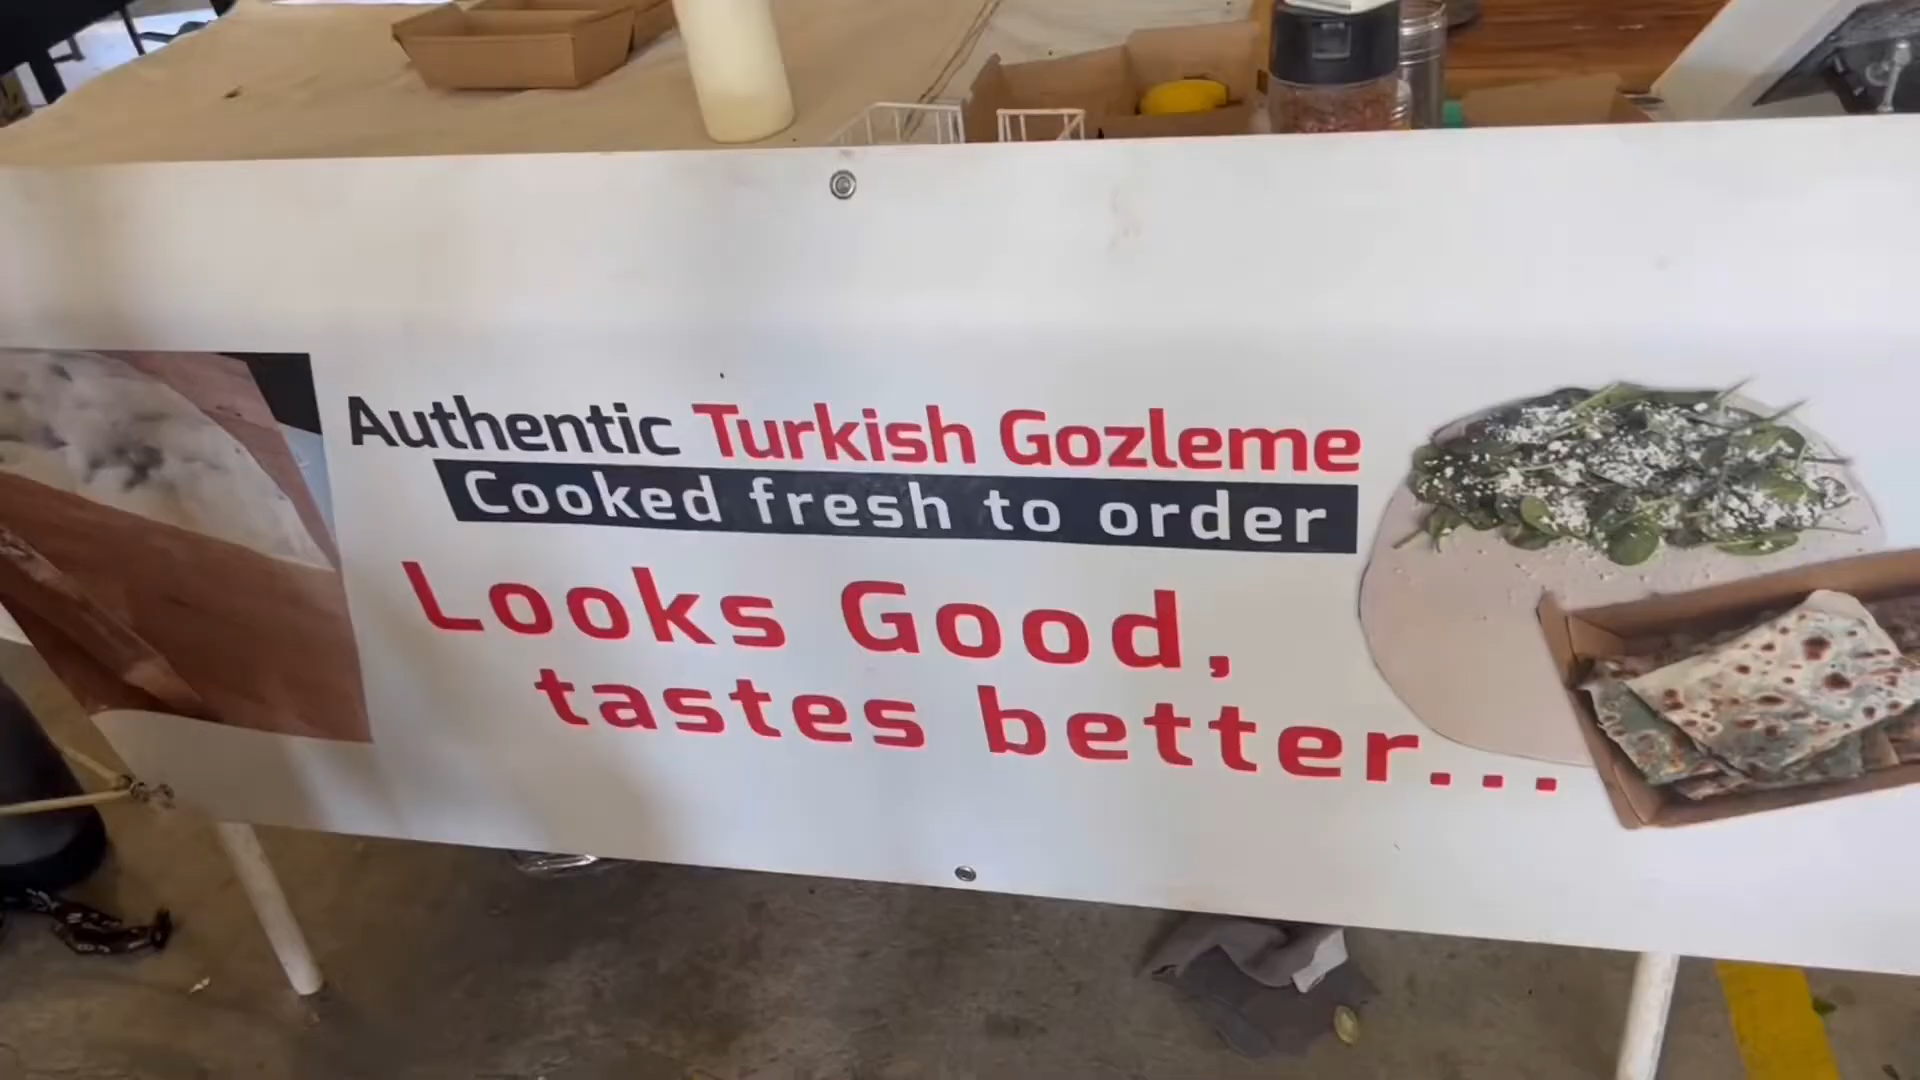 Authentic Turkish Gozleme
Cooked fresh to order
Looks Good,
tastes better...